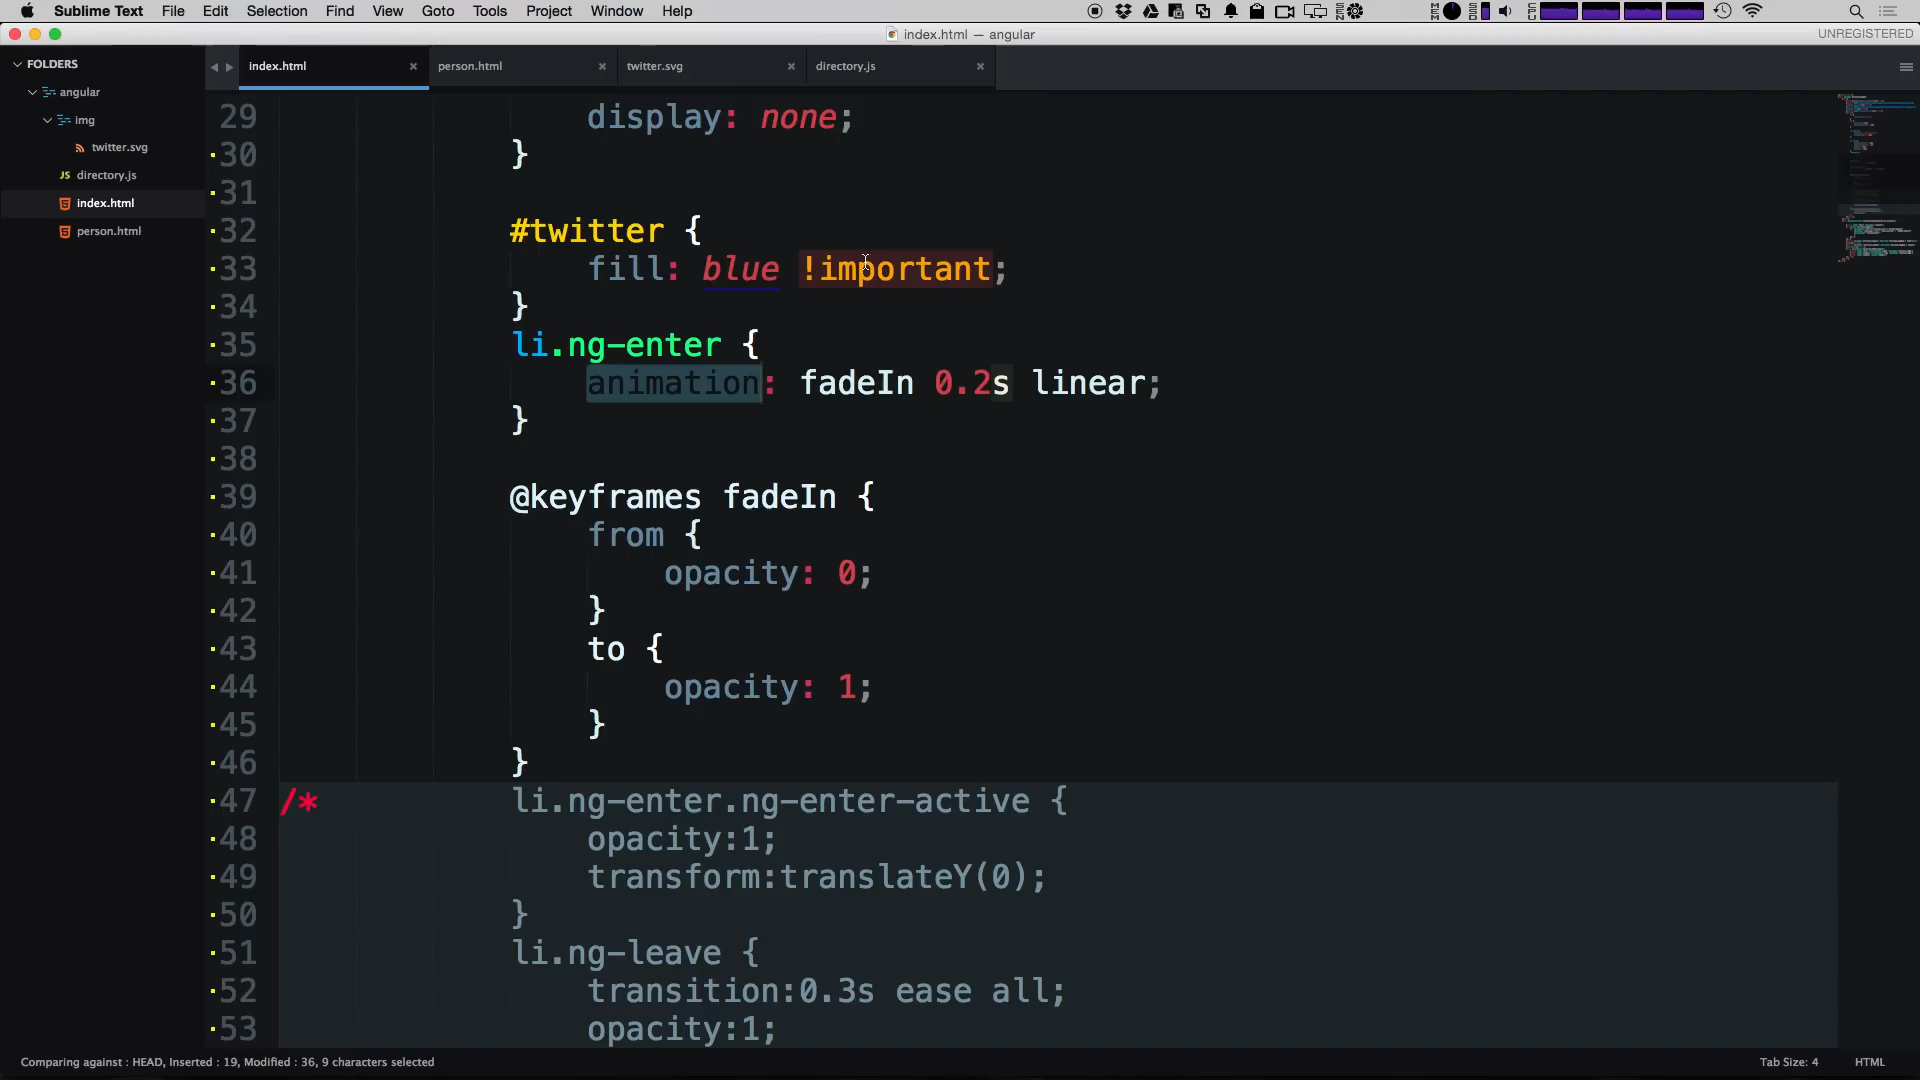 Sublime Text File Edit Selection Find View Goto Tools Project Window Help
index.html — angular
UNREGISTERED
FOLDERS
angular
img
twitter.svg
JS directory.js
index.html
person.html
index.html × person.html × twitter.svg × directory.js ×
29 display: none;
30 }
31
32 #twitter {
33 fill: blue !important;
34 }
35 li.ng-enter {
36 animation: fadeIn 0.2s linear;
37 }
38
39 @keyframes fadeIn {
40 from {
41 opacity: 0;
42 }
43 to {
44 opacity: 1;
45 }
46 }
47 /* li.ng-enter.ng-enter-active {
48 opacity:1;
49 transform:translateY(0);
50 }
51 li.ng-leave {
52 transition:0.3s ease all;
53 opacity:1;
Comparing against : HEAD, Inserted : 19, Modified : 36, 9 characters selected
Tab Size: 4 HTML